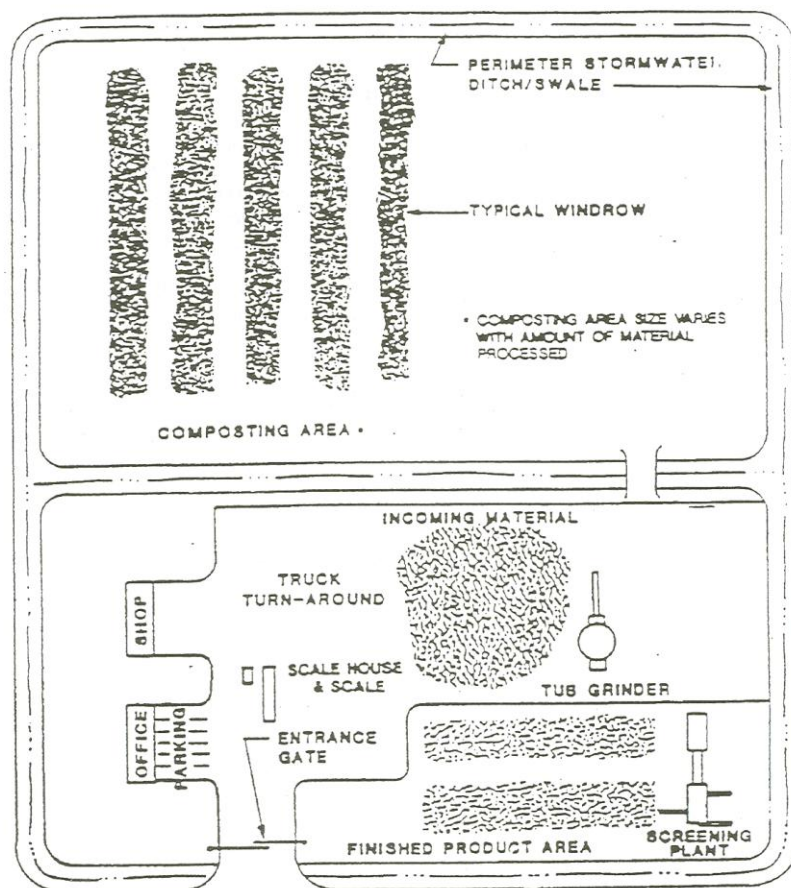 PERIMETER STORMWATER
DITCH/SWALE
TYPICAL WINDROW
• COMPOSTING AREA SIZE VARIES
WITH AMOUNT OF MATERIAL
PROCESSED
COMPOSTING AREA •
INCOMING MATERIAL
TRUCK
TURN-AROUND
SHOP
SCALE HOUSE
& SCALE
TUB GRINDER
OFFICE
PARKING
ENTRANCE
GATE
FINISHED PRODUCT AREA
SCREENING
PLANT